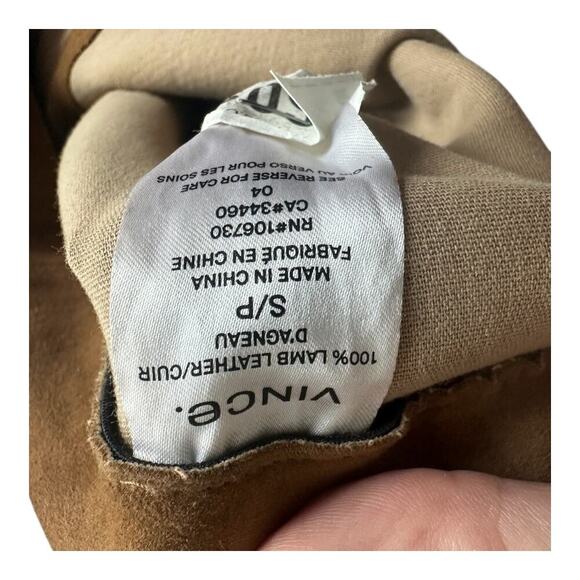 VINCE.
100% LAMB LEATHER/CUIR
D'AGNEAU
S/P
MADE IN CHINA
FABRIQUÉ EN CHINE
RN#106730
CA#34460
04
SEE REVERSE FOR CARE
VOIR AU VERSO POUR LES SOINS